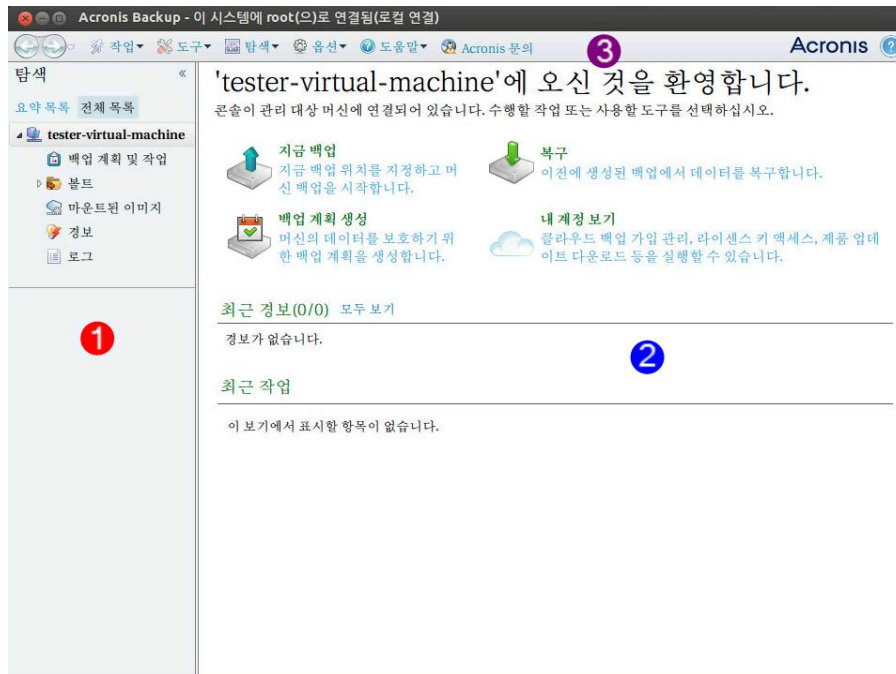 Acronis Backup - 이 시스템에 root(으)로 연결됨(로컬 연결)
작업 도구 탐색 옵션 도움말 Acronis 문의
3
Acronis ?
탐색 «
요약 목록 전체 목록
tester-virtual-machine
백업 계획 및 작업
볼트
마운트된 이미지
경보
로그
1
'tester-virtual-machine'에 오신 것을 환영합니다.
콘솔이 관리 대상 머신에 연결되어 있습니다. 수행할 작업 또는 사용할 도구를 선택하십시오.
지금 백업
지금 백업 위치를 지정하고 머
신 백업을 시작합니다.
복구
이전에 생성된 백업에서 데이터를 복구합니다.
백업 계획 생성
머신의 데이터를 보호하기 위
한 백업 계획을 생성합니다.
내 계정 보기
클라우드 백업 가입 관리, 라이센스 키 액세스, 제품 업데
이트 다운로드 등을 실행할 수 있습니다.
최근 경보(0/0) 모두 보기
경보가 없습니다.
2
최근 작업
이 보기에서 표시할 항목이 없습니다.